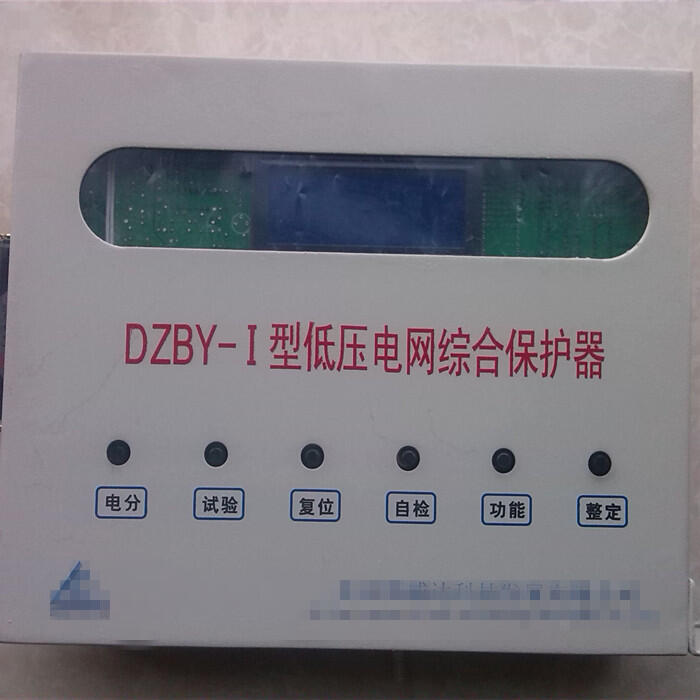 DZBY-I型低压电网综合保护器
电分 试验 复位 自检 功能 整定